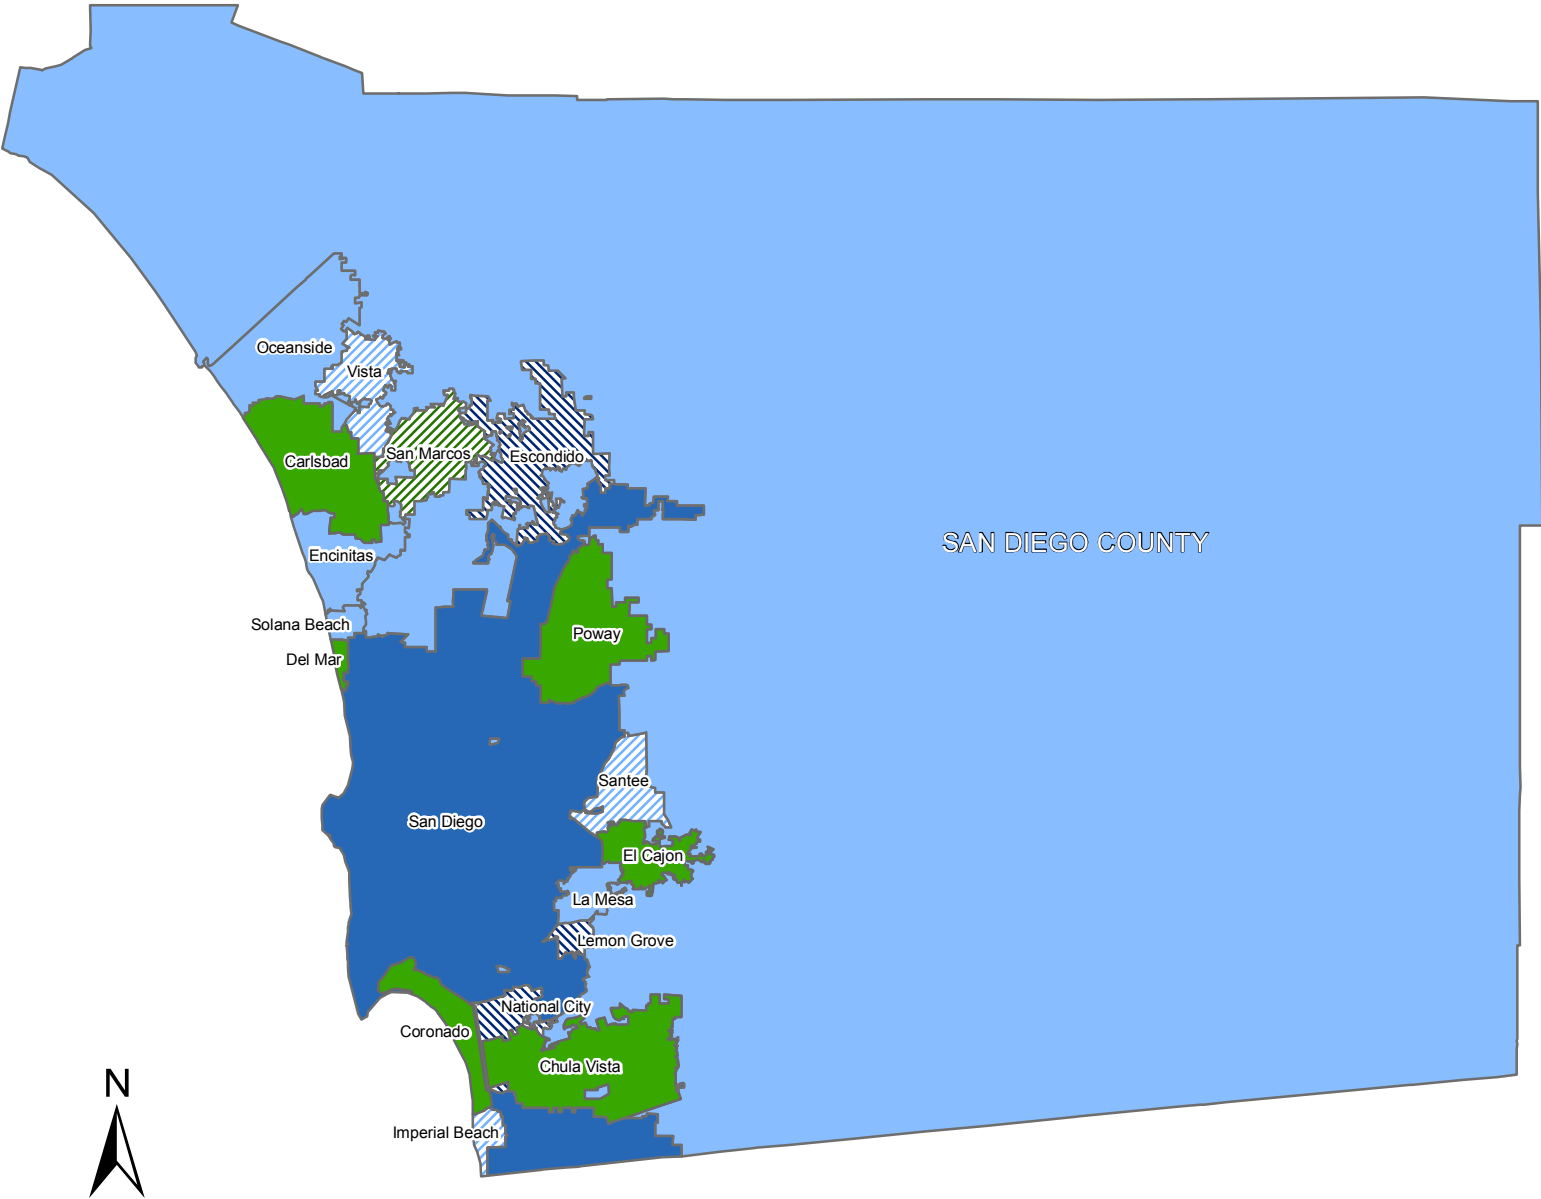 Oceanside
Vista
San Marcos
Carlsbad
Escondido
SAN DIEGO COUNTY
Encinitas
Solana Beach
Poway
Del Mar
Santee
San Diego
El Cajon
La Mesa
Lemon Grove
National City
Coronado
Chula Vista
N
Imperial Beach